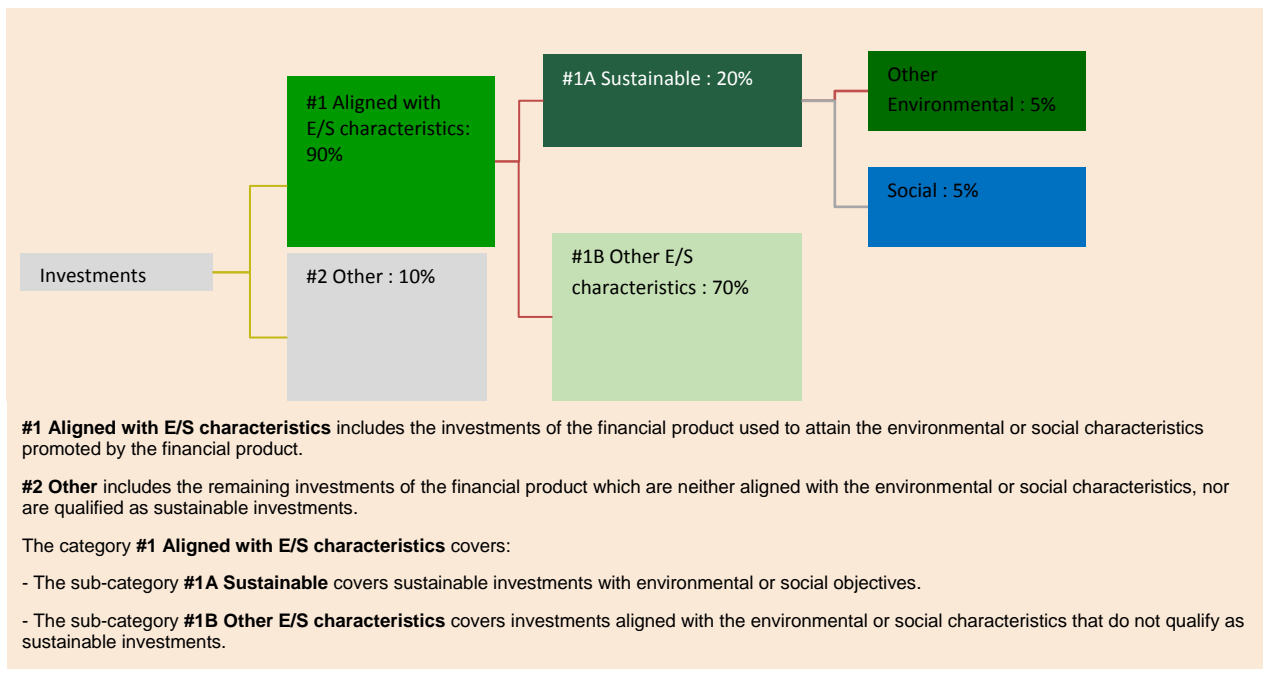 #1A Sustainable : 20%
Other
Environmental : 5%
#1 Aligned with
E/S characteristics:
90%
Social : 5%
#1B Other E/S
characteristics : 70%
Investments
#2 Other : 10%
#1 Aligned with E/S characteristics includes the investments of the financial product used to attain the environmental or social characteristics
promoted by the financial product.
#2 Other includes the remaining investments of the financial product which are neither aligned with the environmental or social characteristics, nor
are qualified as sustainable investments.
The category #1 Aligned with E/S characteristics covers:
- The sub-category #1A Sustainable covers sustainable investments with environmental or social objectives.
- The sub-category #1B Other E/S characteristics covers investments aligned with the environmental or social characteristics that do not qualify as
sustainable investments.